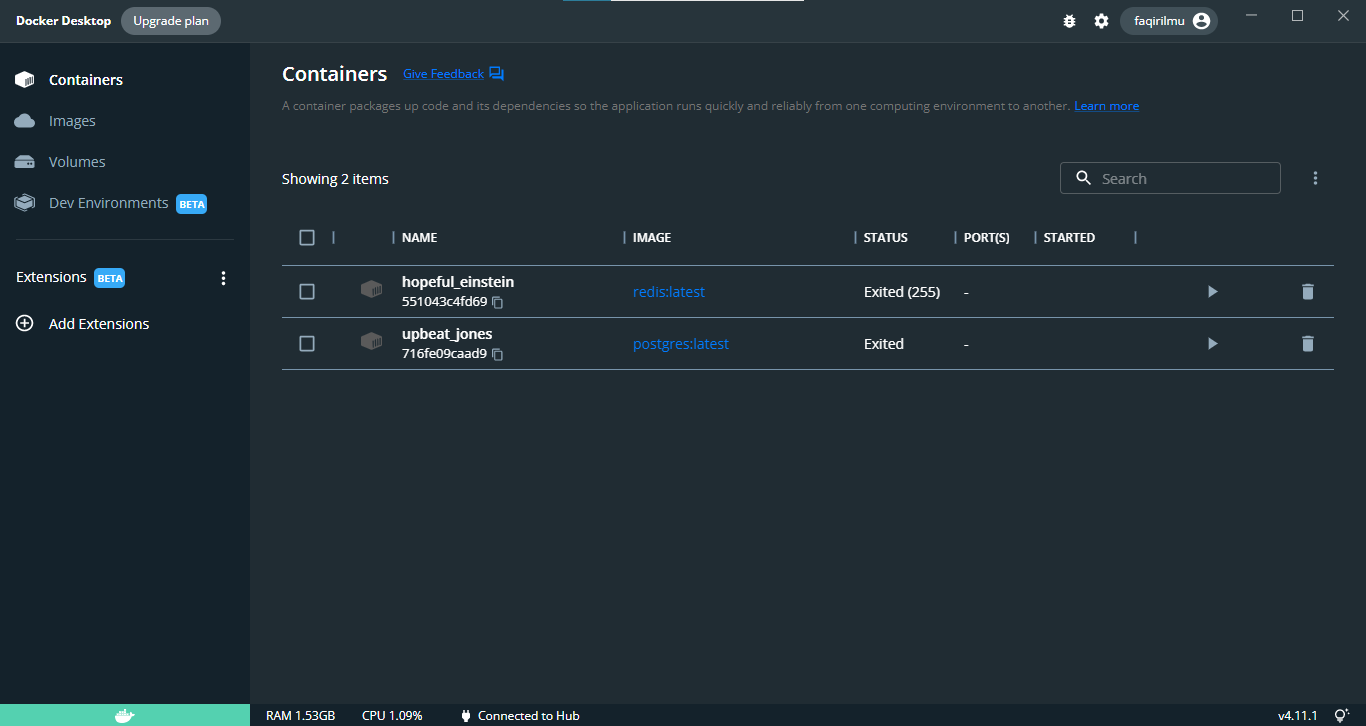 Docker Desktop Upgrade plan faqirilmu
Containers
Images
Volumes
Dev Environments BETA
Extensions BETA
Add Extensions
Containers Give Feedback
A container packages up code and its dependencies so the application runs quickly and reliably from one computing environment to another. Learn more
Showing 2 items Search
NAME IMAGE STATUS PORT(S) STARTED
hopeful_einstein
551043c4fd69 redis:latest Exited (255) -
upbeat_jones
716fe09caad9 postgres:latest Exited -
RAM 1.53GB CPU 1.09% Connected to Hub v4.11.1